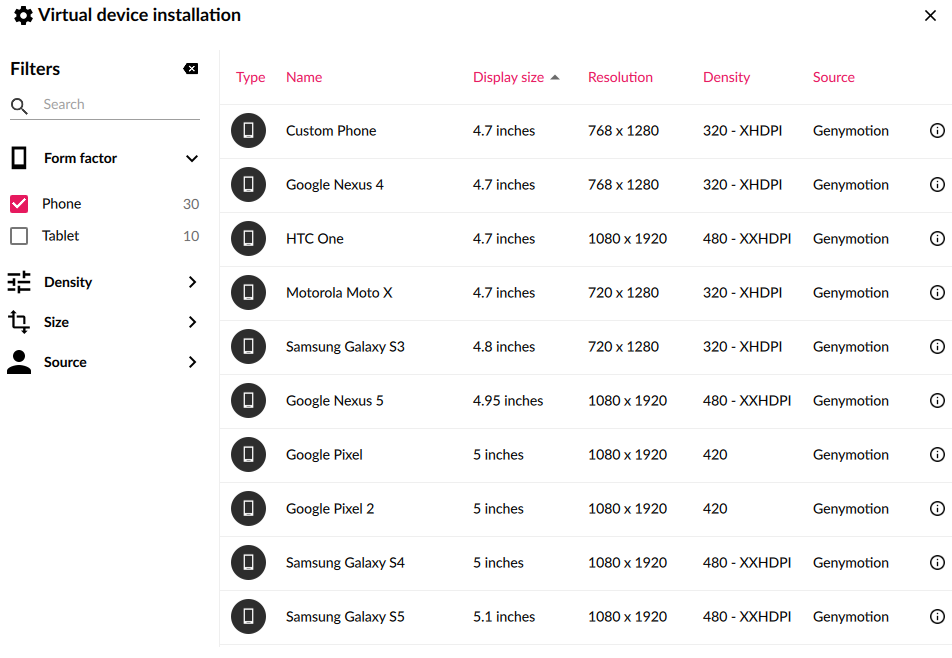 Virtual device installation
Filters
Search
Form factor
Phone 30
Tablet 10
Density
Size
Source
Type Name Display size Resolution Density Source
Custom Phone 4.7 inches 768 x 1280 320 - XHDPI Genymotion
Google Nexus 4 4.7 inches 768 x 1280 320 - XHDPI Genymotion
HTC One 4.7 inches 1080 x 1920 480 - XXHDPI Genymotion
Motorola Moto X 4.7 inches 720 x 1280 320 - XHDPI Genymotion
Samsung Galaxy S3 4.8 inches 720 x 1280 320 - XHDPI Genymotion
Google Nexus 5 4.95 inches 1080 x 1920 480 - XXHDPI Genymotion
Google Pixel 5 inches 1080 x 1920 420 Genymotion
Google Pixel 2 5 inches 1080 x 1920 420 Genymotion
Samsung Galaxy S4 5 inches 1080 x 1920 480 - XXHDPI Genymotion
Samsung Galaxy S5 5.1 inches 1080 x 1920 480 - XXHDPI Genymotion